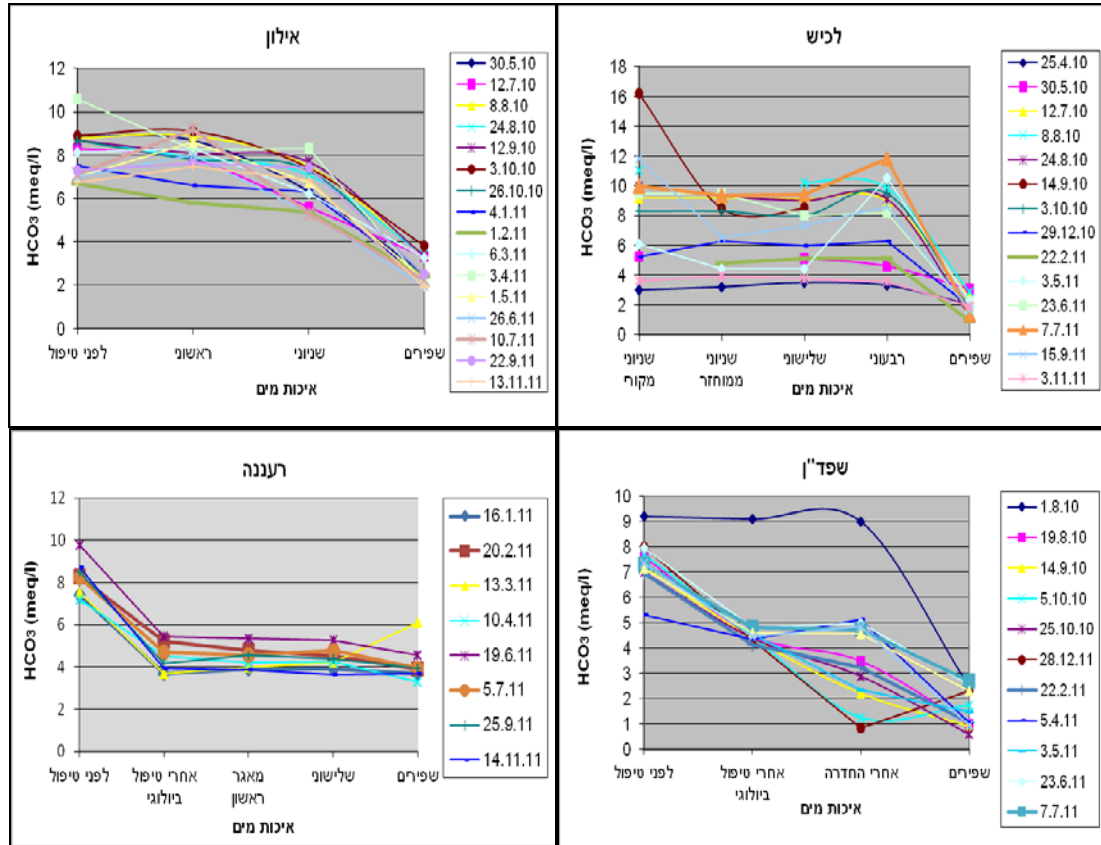 אילון
HCO3 (meq/l)
12
10
8
6
4
2
0
לפני טיפול
ראשוני
שניוני
שפירים
איכות מים
30.5.10
12.7.10
8.8.10
24.8.10
12.9.10
3.10.10
26.10.10
4.1.11
1.2.11
6.3.11
3.4.11
1.5.11
26.6.11
10.7.11
22.9.11
13.11.11
לכיש
HCO3 (meq/l)
18
16
14
12
10
8
6
4
2
0
שניוני מקורי
שניוני ממוחזר
שלישוני
רבעוני
שפירים
איכות מים
25.4.10
30.5.10
12.7.10
8.8.10
24.8.10
14.9.10
3.10.10
29.12.10
22.2.11
3.5.11
23.6.11
7.7.11
15.9.11
3.11.11
רעננה
HCO3 (meq/l)
12
10
8
6
4
2
0
לפני טיפול
אחרי טיפול ביולוגי
מאגר ראשון
שלישוני
שפירים
איכות מים
16.1.11
20.2.11
13.3.11
10.4.11
19.6.11
5.7.11
25.9.11
14.11.11
שפד"ן
HCO3 (meq/l)
10
9
8
7
6
5
4
3
2
1
0
לפני טיפול
אחרי טיפול ביולוגי
אחרי החדרה
שפירים
איכות מים
1.8.10
19.8.10
14.9.10
5.10.10
25.10.10
28.12.11
22.2.11
5.4.11
3.5.11
23.6.11
7.7.11